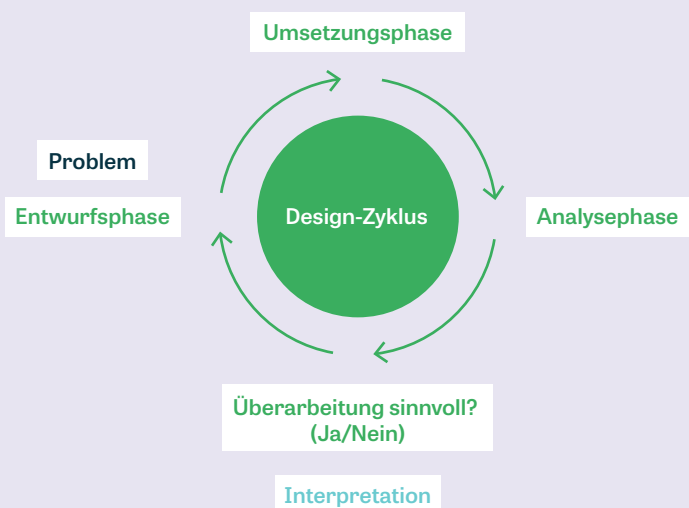 Umsetzungsphase
Problem
Entwurfsphase
Design-Zyklus
Analysephase
Überarbeitung sinnvoll?
(Ja/Nein)
Interpretation